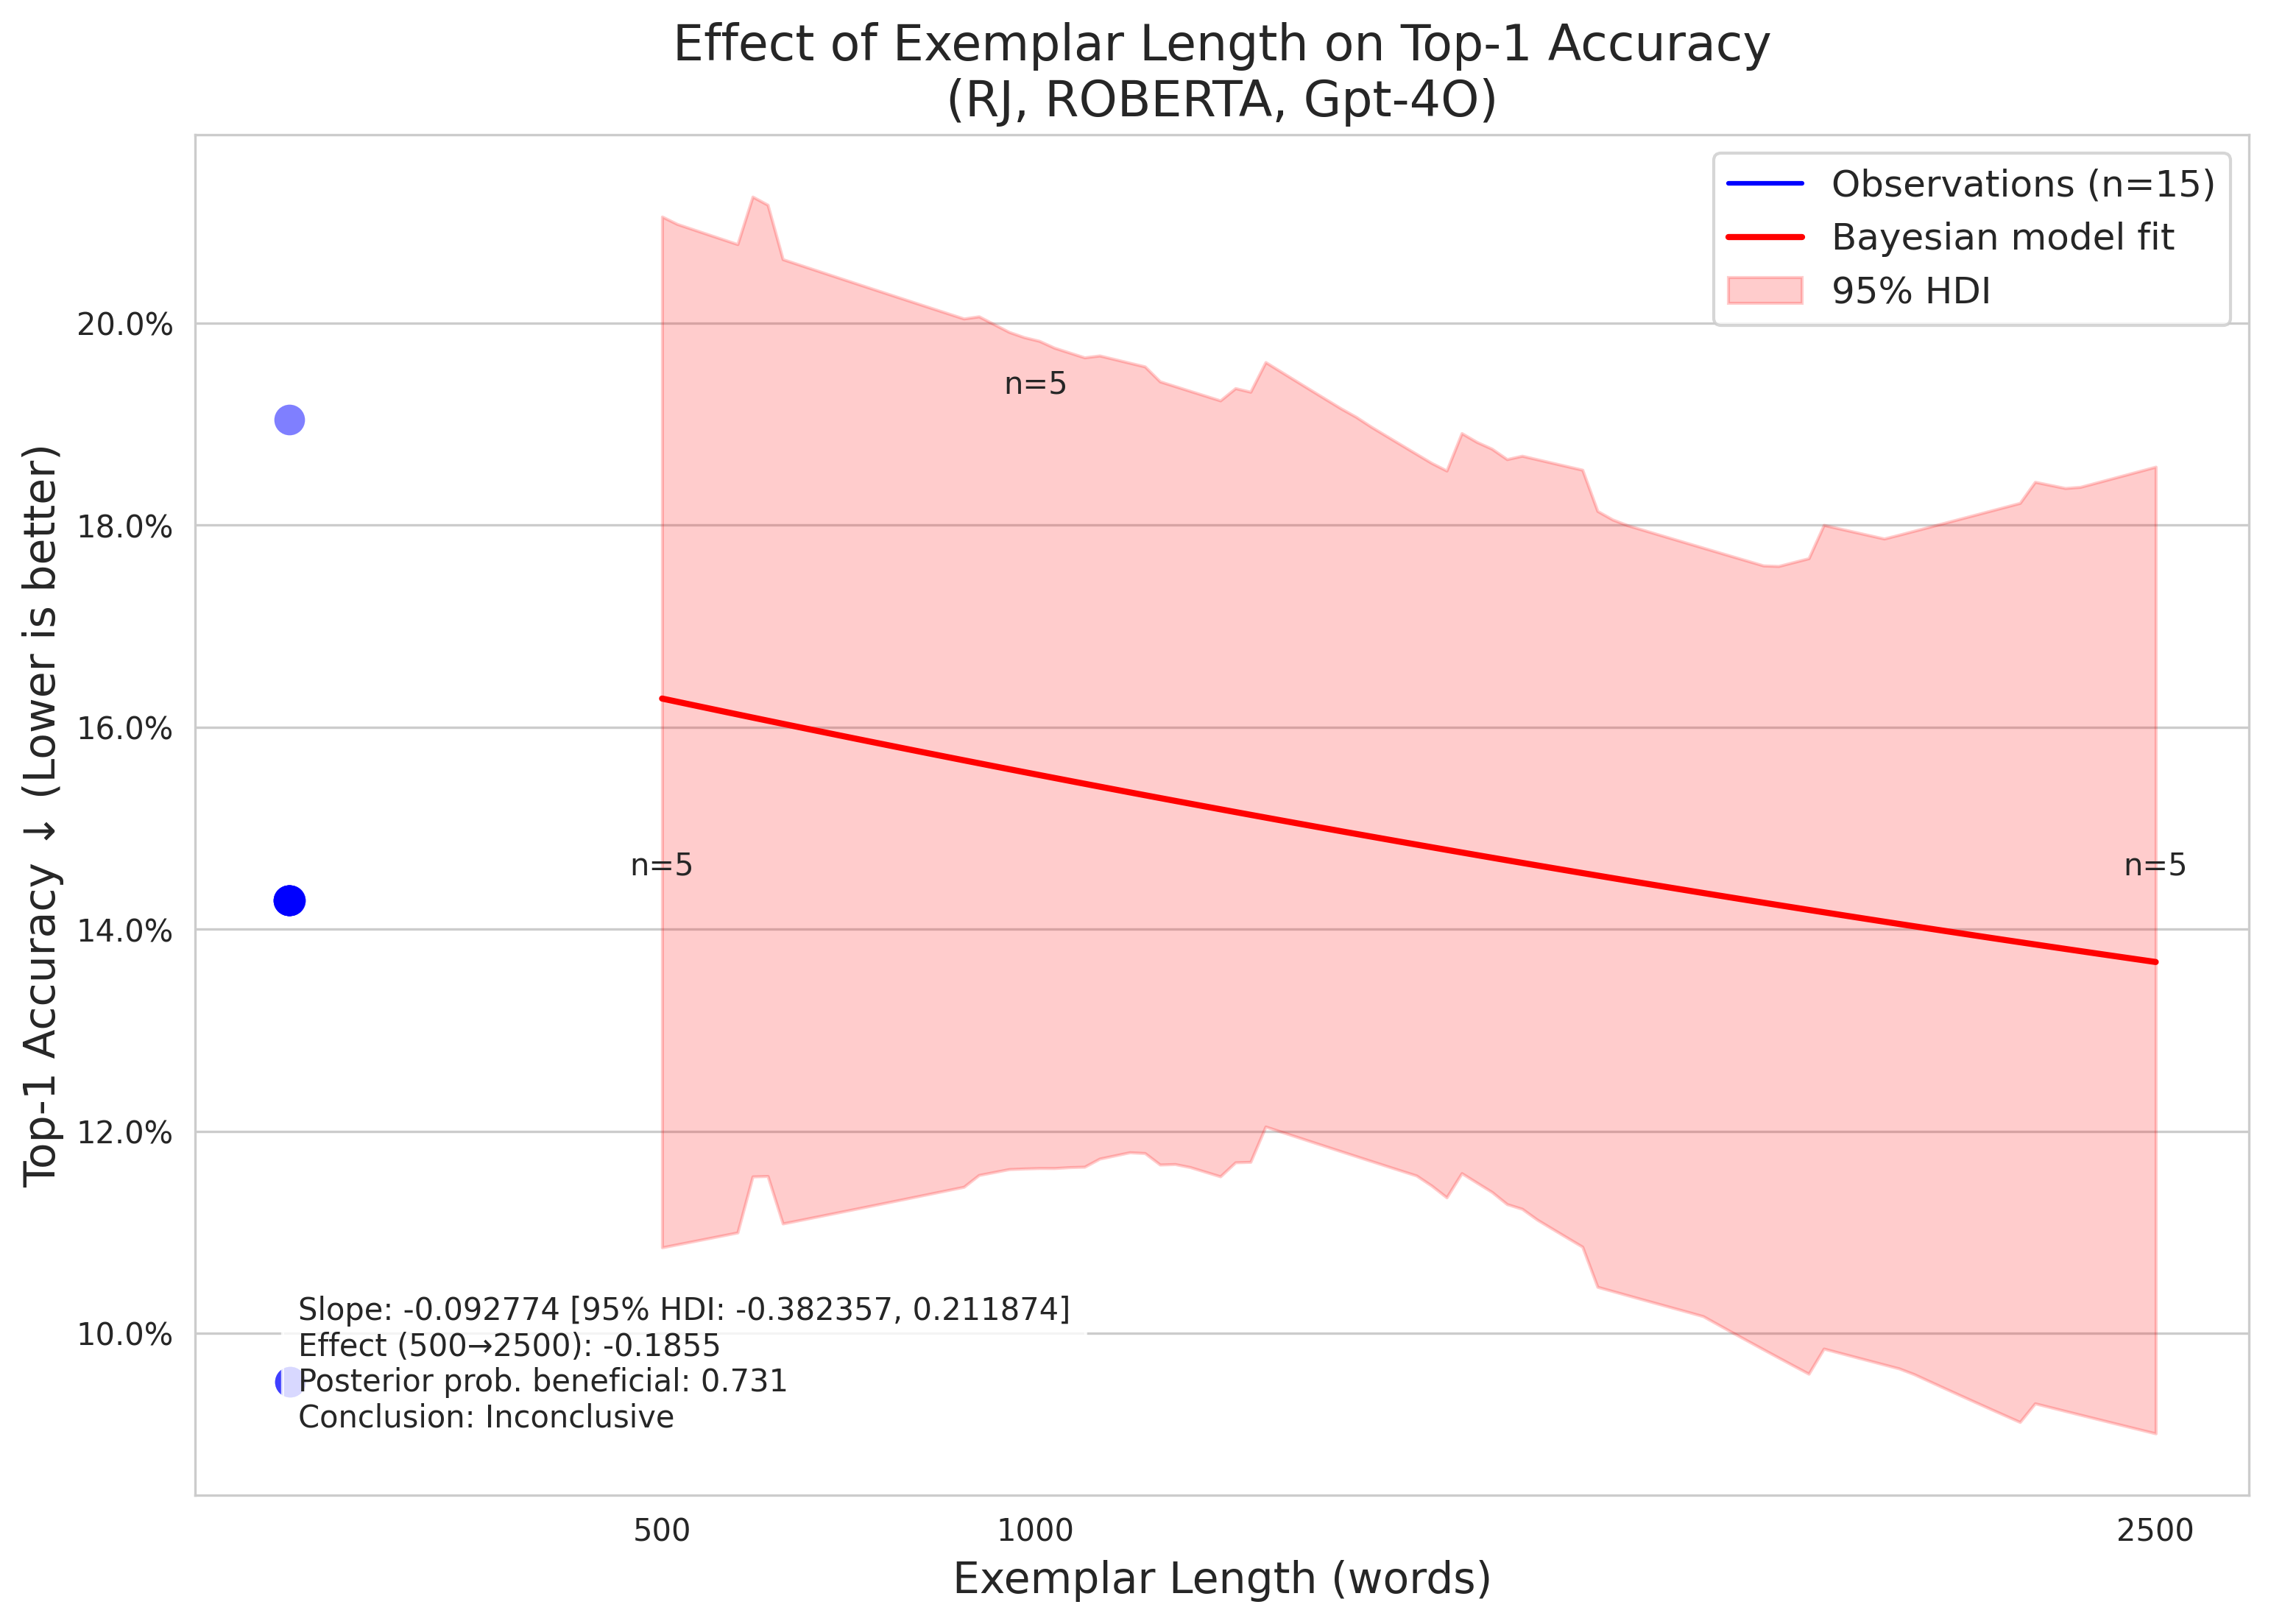 Effect of Exemplar Length on Top-1 Accuracy
(RJ, ROBERTA, Gpt-4O)
Observations (n=15)
Bayesian model fit
95% HDI
Top-1 Accuracy ↓ (Lower is better)
20.0%
18.0%
16.0%
14.0%
12.0%
10.0%
n=5
n=5
n=5
Slope: -0.092774 [95% HDI: -0.382357, 0.211874]
Effect (500→2500): -0.1855
Posterior prob. beneficial: 0.731
Conclusion: Inconclusive
500
1000
2500
Exemplar Length (words)